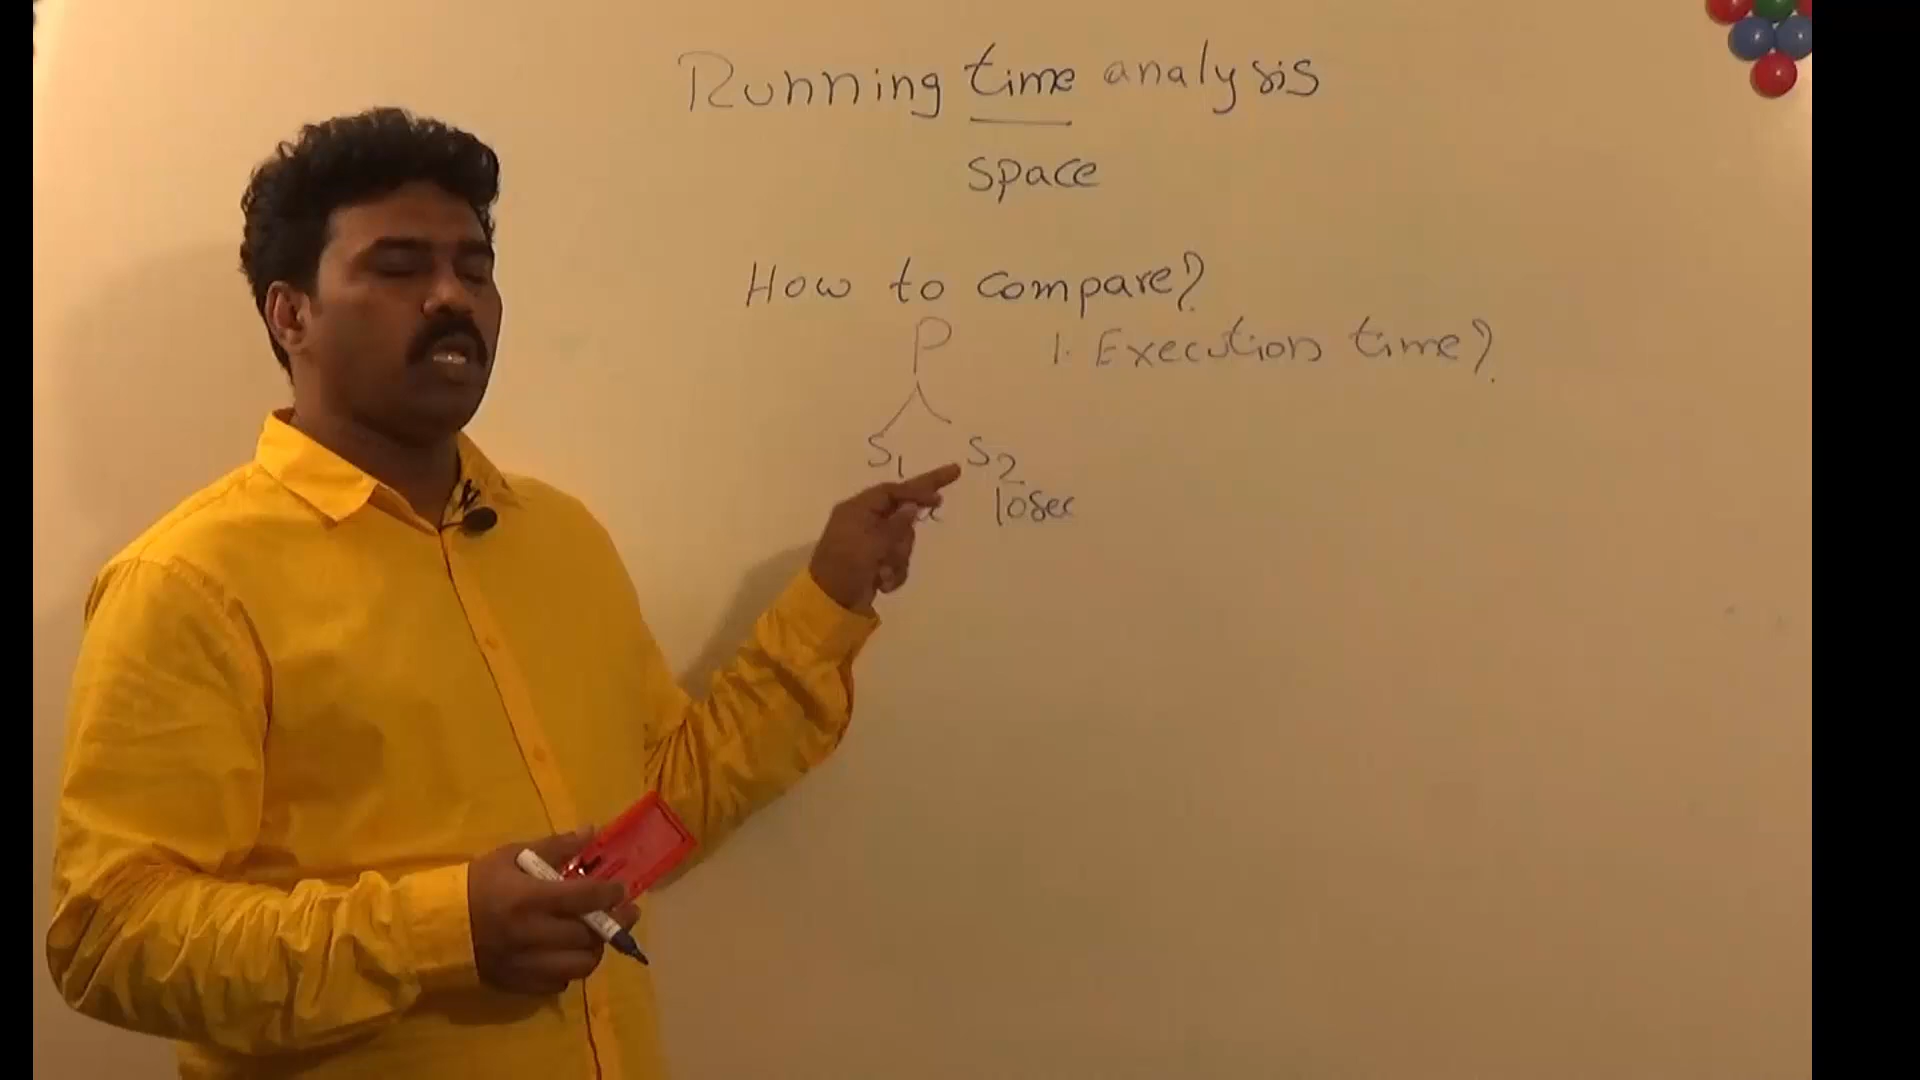 Running time analysis
space
How to compare?
P 1. Execution time?
S1 S2
10sec